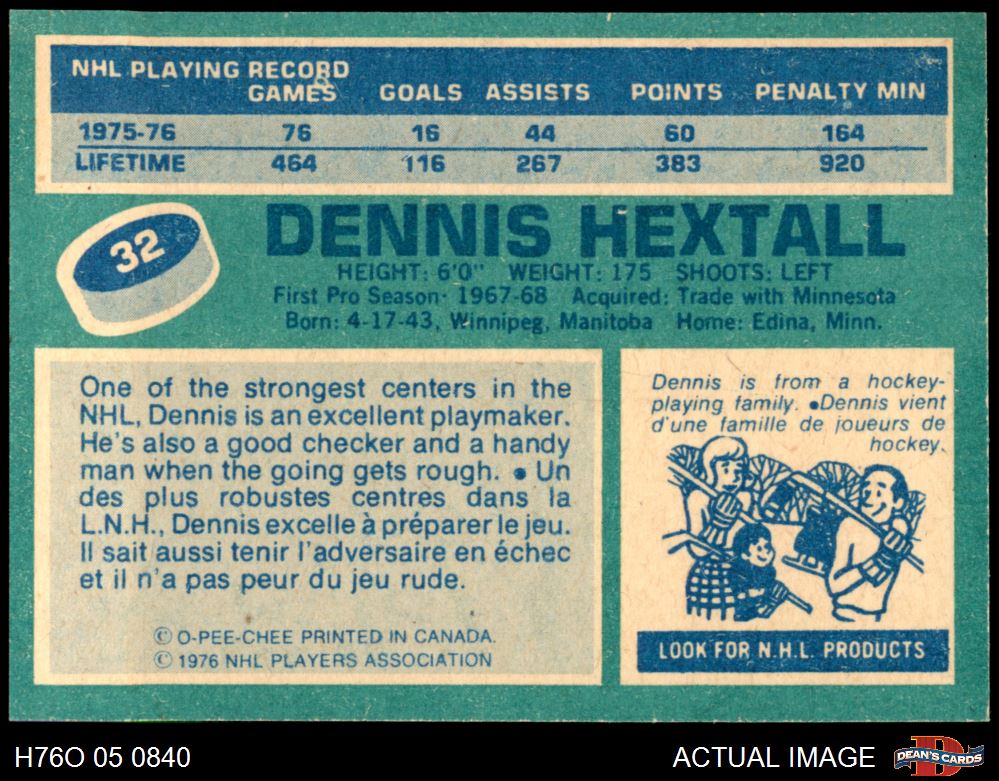 NHL PLAYING RECORD
GAMES GOALS ASSISTS POINTS PENALTY MIN
1975-76 76 16 44 60 164
LIFETIME 464 116 267 383 920
32
DENNIS HEXTALL
HEIGHT: 6'0" WEIGHT: 175 SHOOTS: LEFT
First Pro Season· 1967-68 Acquired: Trade with Minnesota
Born: 4-17-43, Winnipeg, Manitoba Home: Edina, Minn.
One of the strongest centers in the
NHL, Dennis is an excellent playmaker.
He's also a good checker and a handy
man when the going gets rough. • Un
des plus robustes centres dans la
L.N.H., Dennis excelle à préparer le jeu.
Il sait aussi tenir l'adversaire en échec
et il n'a pas peur du jeu rude.
© O-PEE-CHEE PRINTED IN CANADA.
© 1976 NHL PLAYERS ASSOCIATION
Dennis is from a hockey-
playing family. •Dennis vient
d'une famille de joueurs de
hockey.
LOOK FOR N.H.L. PRODUCTS
H76O 05 0840
ACTUAL IMAGE
D
DEAN'S CARDS